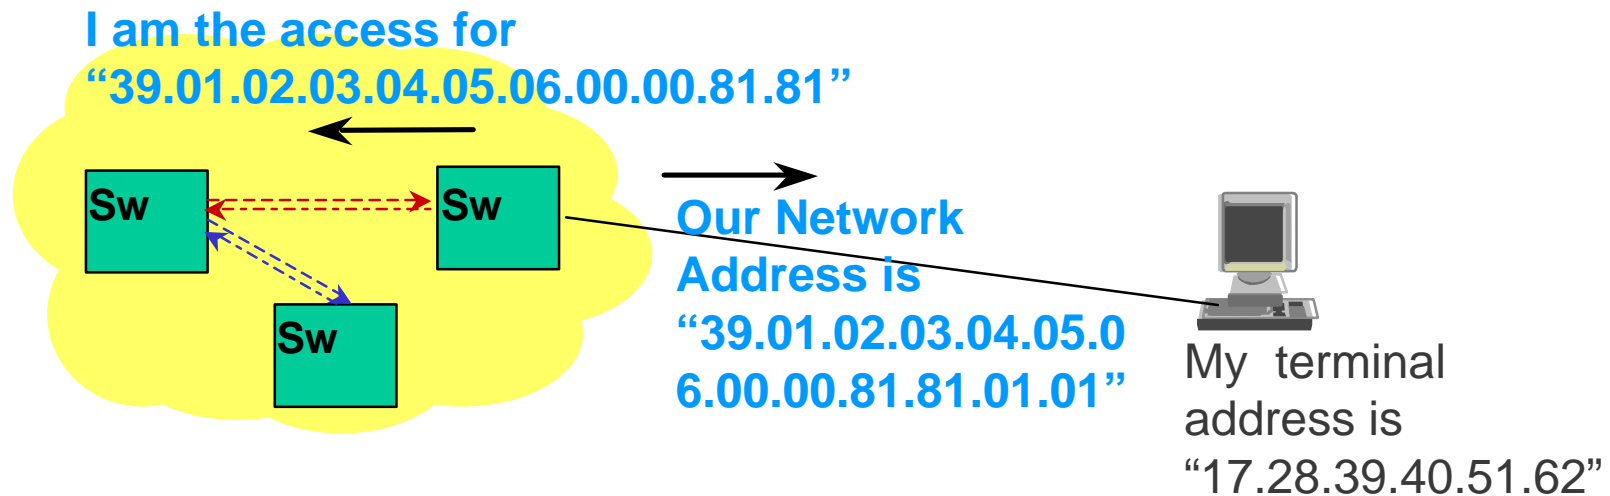 I am the access for
“39.01.02.03.04.05.06.00.00.81.81”
Sw
Sw
Sw
Our Network
Address is
“39.01.02.03.04.05.0
6.00.00.81.81.01.01”
My terminal
address is
“17.28.39.40.51.62”